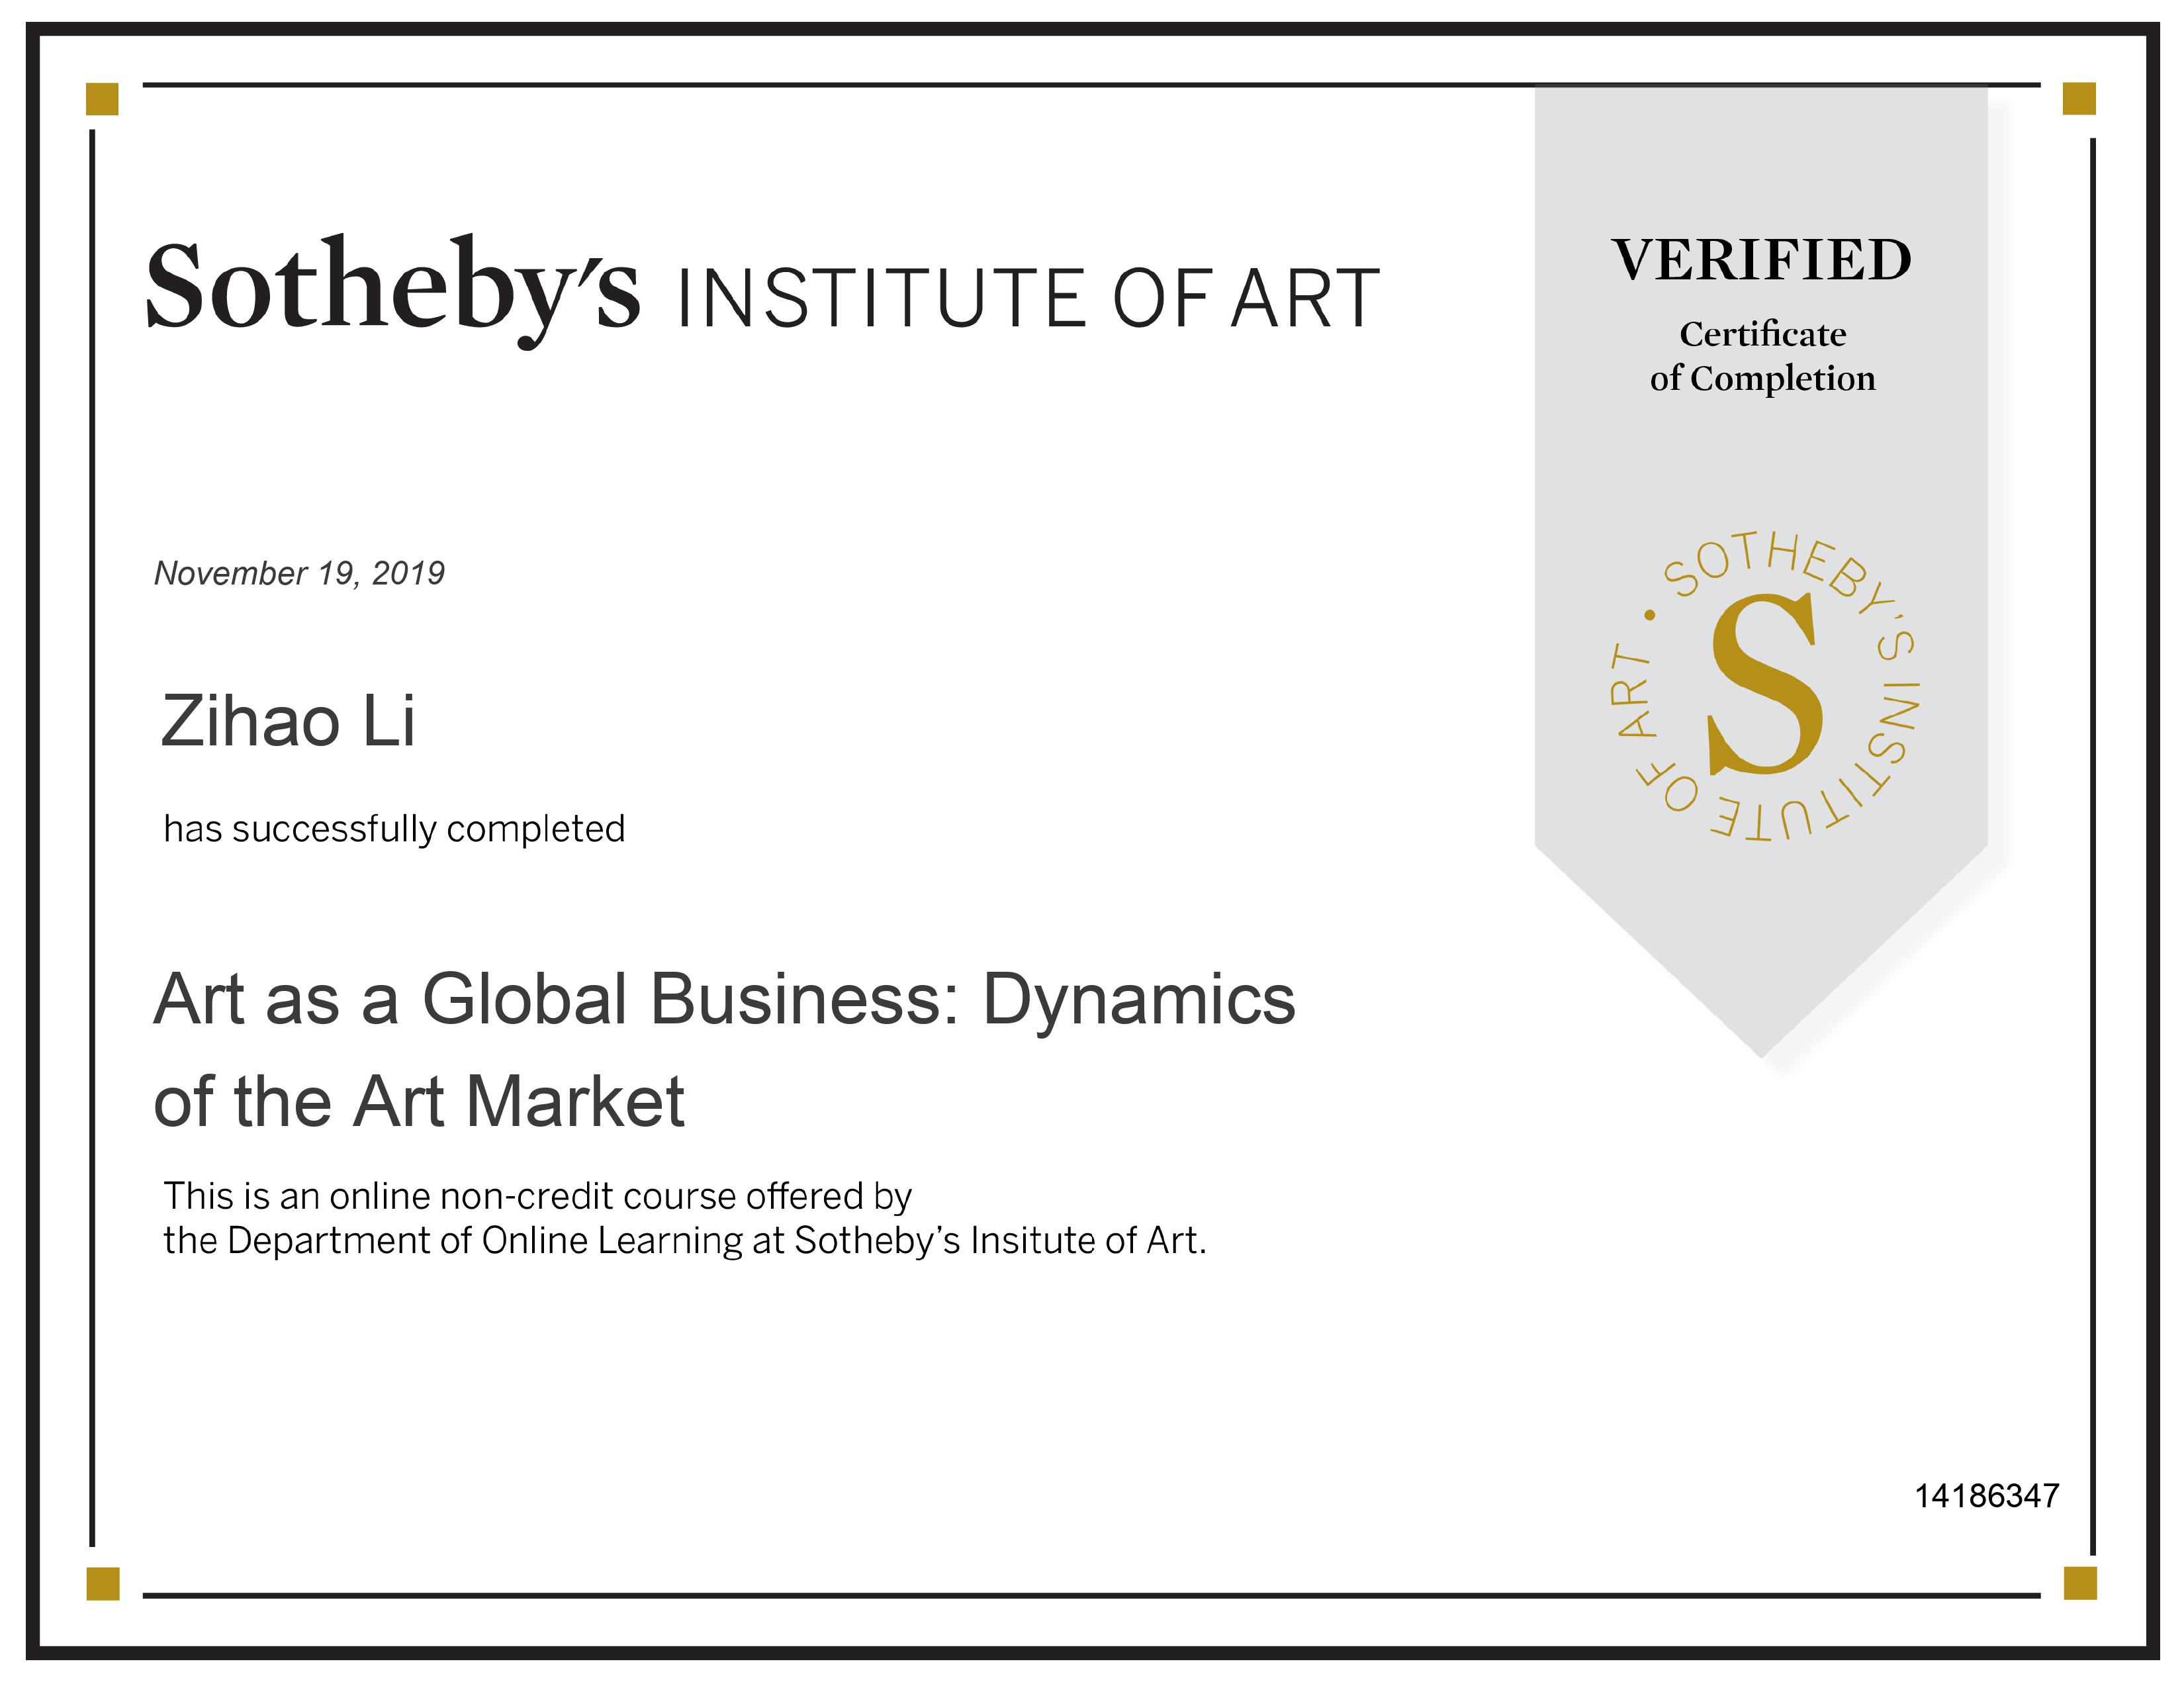 Sotheby's INSTITUTE OF ART
VERIFIED
Certificate
of Completion
SOTHEBY'S INSTITUTE OF ART •
S
November 19, 2019
Zihao Li
has successfully completed
Art as a Global Business: Dynamics
of the Art Market
This is an online non-credit course offered by
the Department of Online Learning at Sotheby's Insitute of Art.
14186347